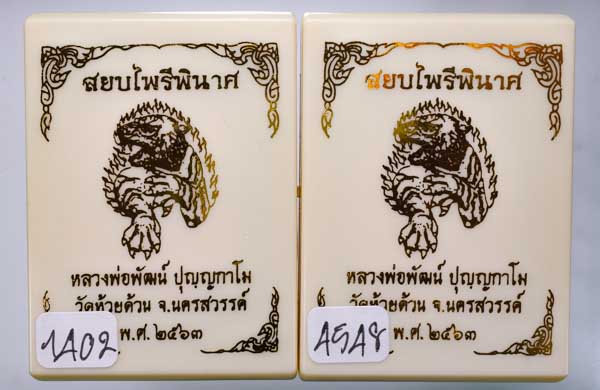 สยบไพรีพินาศ
หลวงพ่อพัฒน์ ปุญฺญกาโม
วัดห้วยด้วน จ.นครสวรรค์
พ.ศ.๒๕๖๓
1402
สยบไพรีพินาศ
หลวงพ่อพัฒน์ ปุญฺญกาโม
วัดห้วยด้วน จ.นครสวรรค์
พ.ศ.๒๕๖๓
A5A8